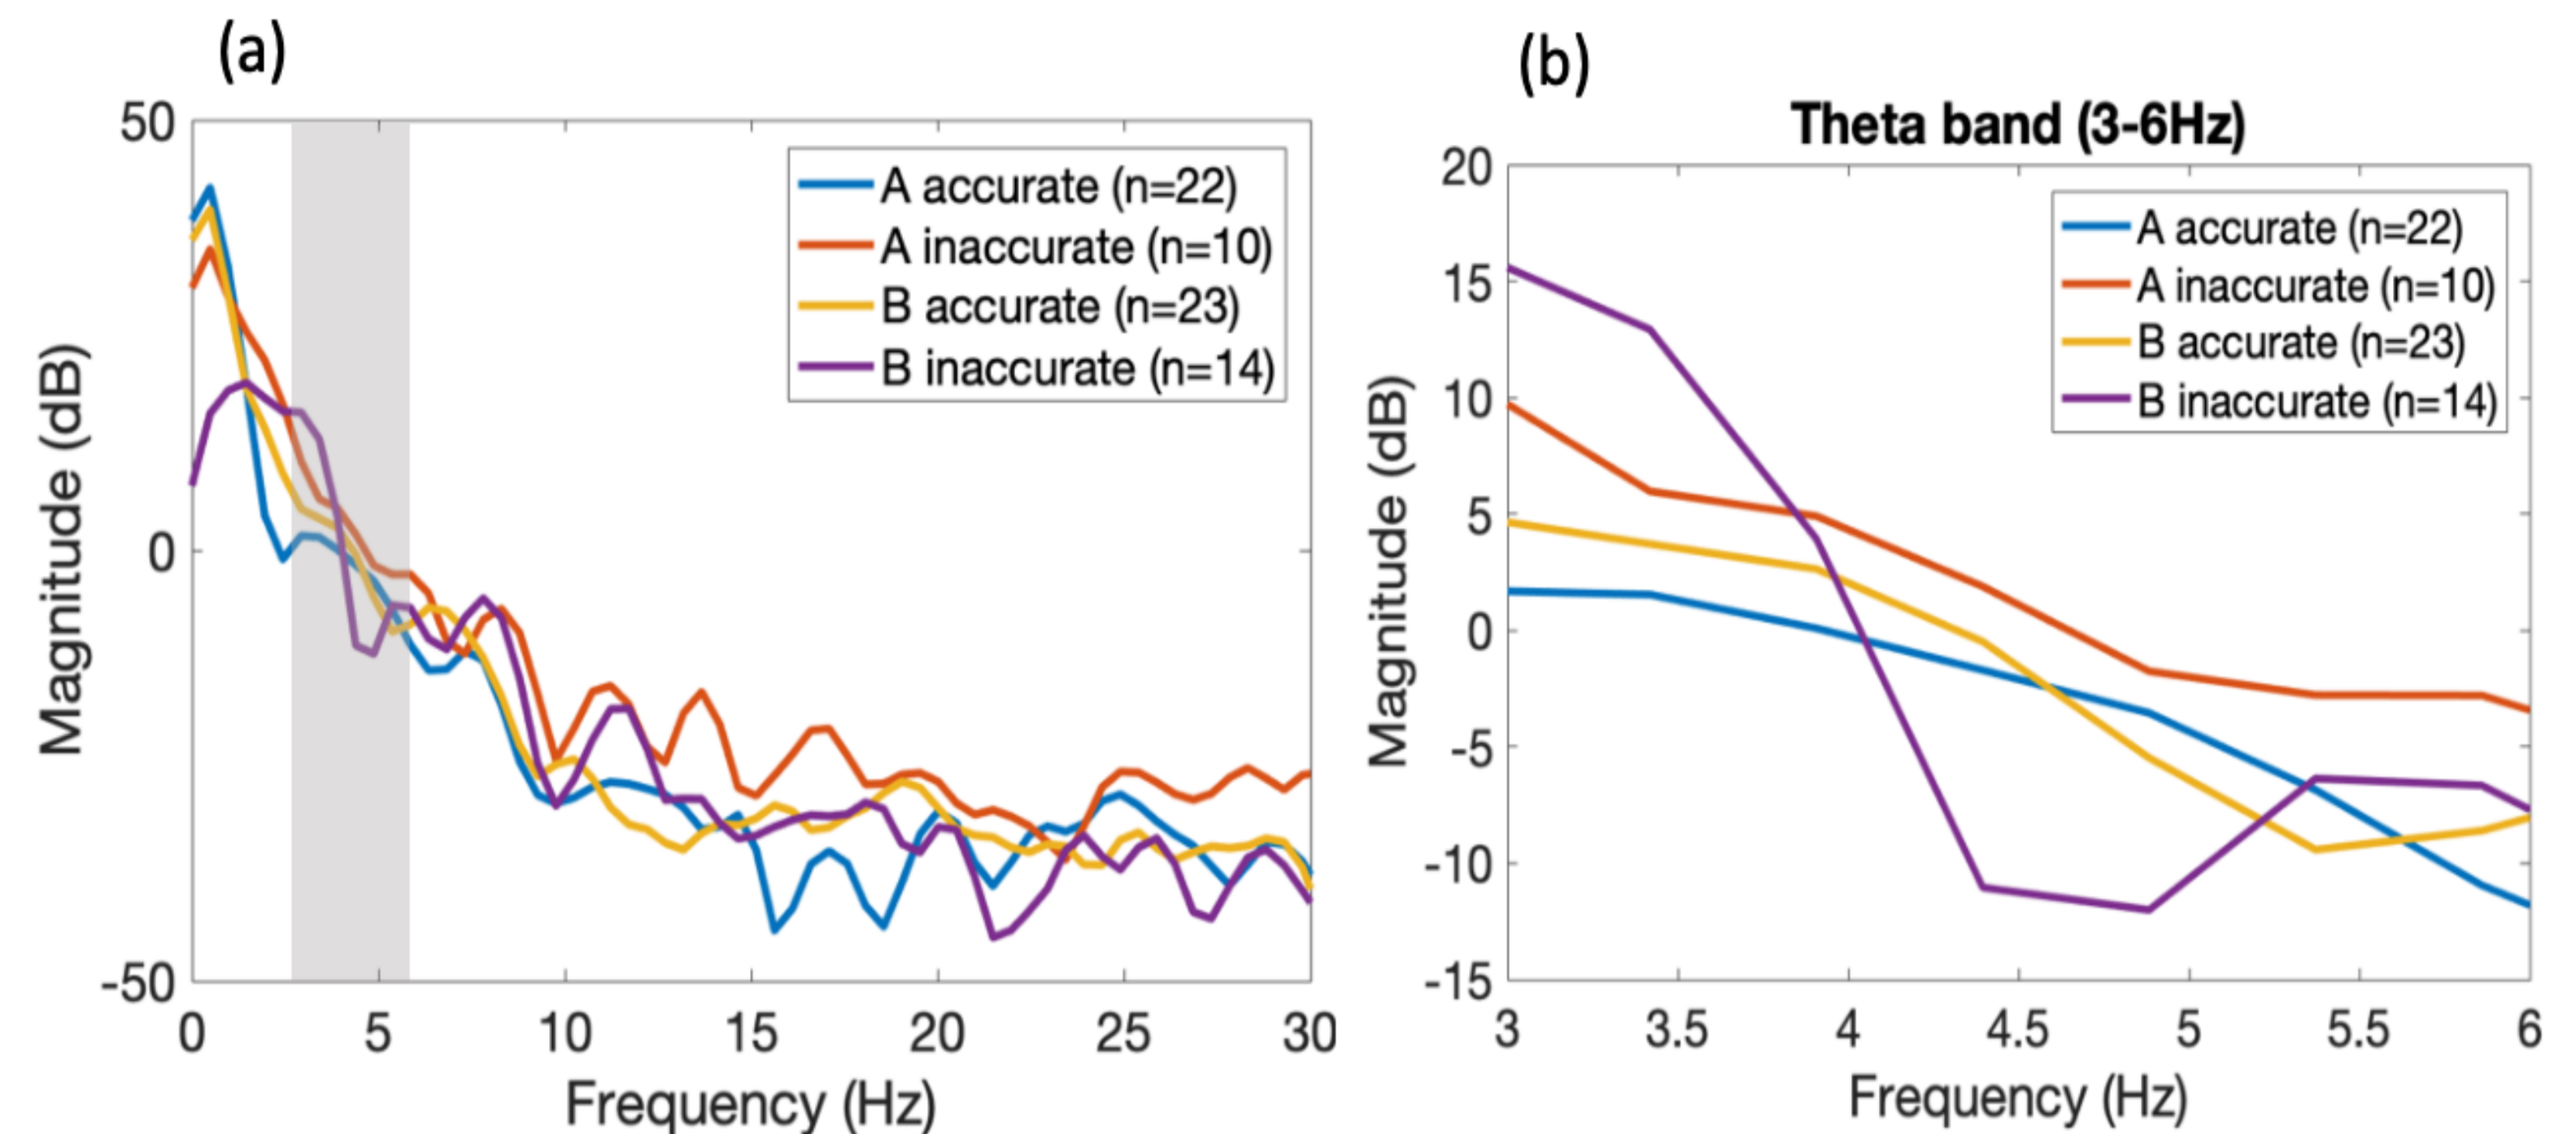 (a)
50
0
-50
Magnitude (dB)
A accurate (n=22)
A inaccurate (n=10)
B accurate (n=23)
B inaccurate (n=14)
0 5 10 15 20 25 30
Frequency (Hz)
(b)
Theta band (3-6Hz)
20
15
10
5
0
-5
-10
-15
Magnitude (dB)
A accurate (n=22)
A inaccurate (n=10)
B accurate (n=23)
B inaccurate (n=14)
3 3.5 4 4.5 5 5.5 6
Frequency (Hz)